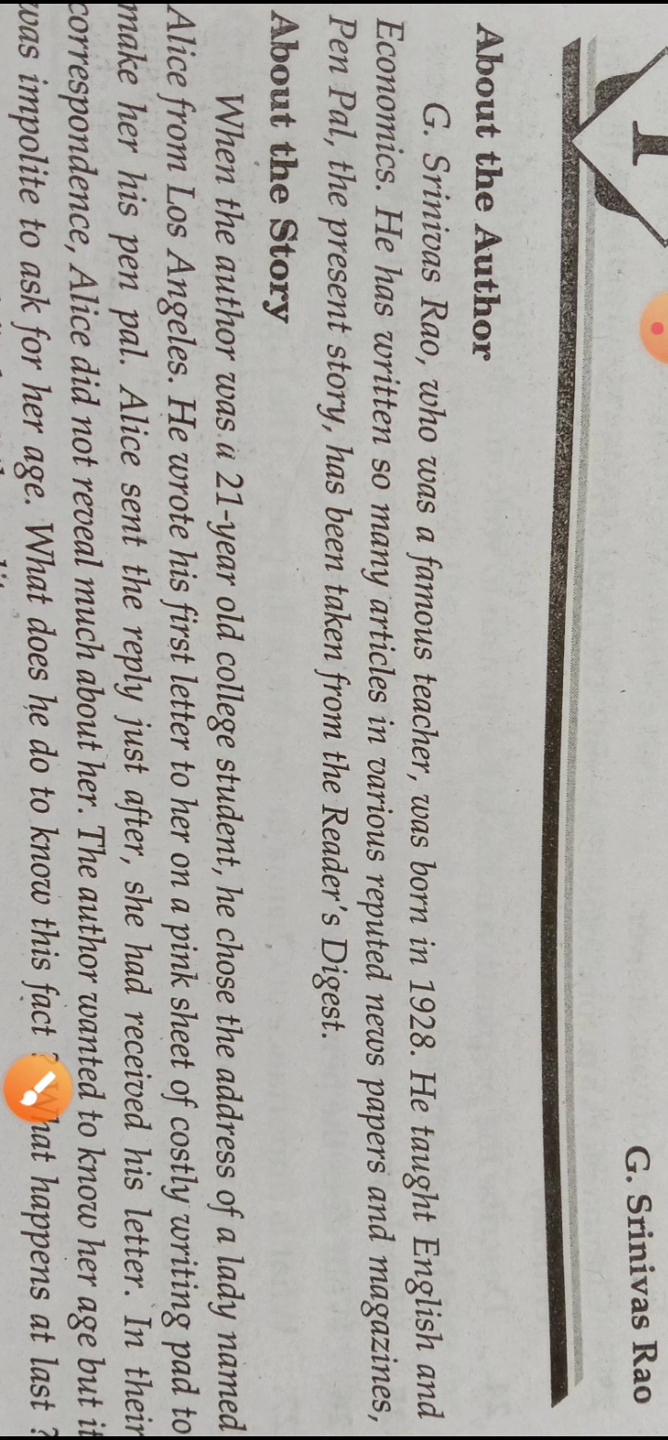 G. Srinivas Rao
About the Author
G. Srinivas Rao, who was a famous teacher, was born in 1928. He taught English and
Economics. He has written so many articles in various reputed news papers and magazines,
Pen Pal, the present story, has been taken from the Reader's Digest.
About the Story
When the author was a 21-year old college student, he chose the address of a lady named
Alice from Los Angeles. He wrote his first letter to her on a pink sheet of costly writing pad to
make her his pen pal. Alice sent the reply just after, she had received his letter. In their
correspondence, Alice did not reveal much about her. The author wanted to know her age but it
was impolite to ask for her age. What does he do to know this fact ? What happens at last ?